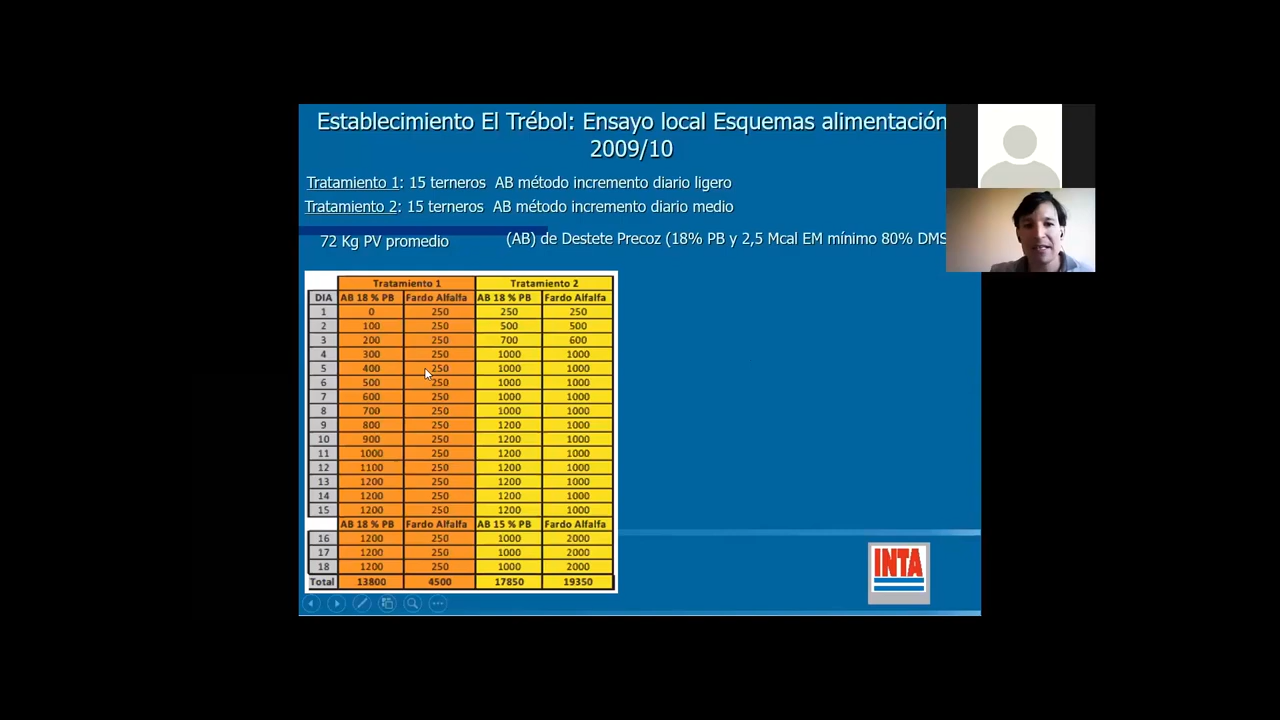 Establecimiento El Trébol: Ensayo local Esquemas alimentación
2009/10
Tratamiento 1: 15 terneros AB método incremento diario ligero
Tratamiento 2: 15 terneros AB método incremento diario medio
72 Kg PV promedio
(AB) de Destete Precoz (18% PB y 2,5 Mcal EM mínimo 80% DMS
Tratamiento 1 Tratamiento 2
DIA AB 18 % PB Fardo Alfalfa AB 18 % PB Fardo Alfalfa
1 0 250 250 250
2 100 250 500 500
3 200 250 700 600
4 300 250 1000 1000
5 400 250 1000 1000
6 500 250 1000 1000
7 600 250 1000 1000
8 700 250 1000 1000
9 800 250 1200 1000
10 900 250 1200 1000
11 1000 250 1200 1000
12 1100 250 1200 1000
13 1200 250 1200 1000
14 1200 250 1200 1000
15 1200 250 1200 1000
AB 18 % PB Fardo Alfalfa AB 15 % PB Fardo Alfalfa
16 1200 250 1000 2000
17 1200 250 1000 2000
18 1200 250 1000 2000
Total 13800 4500 17850 19350
INTA